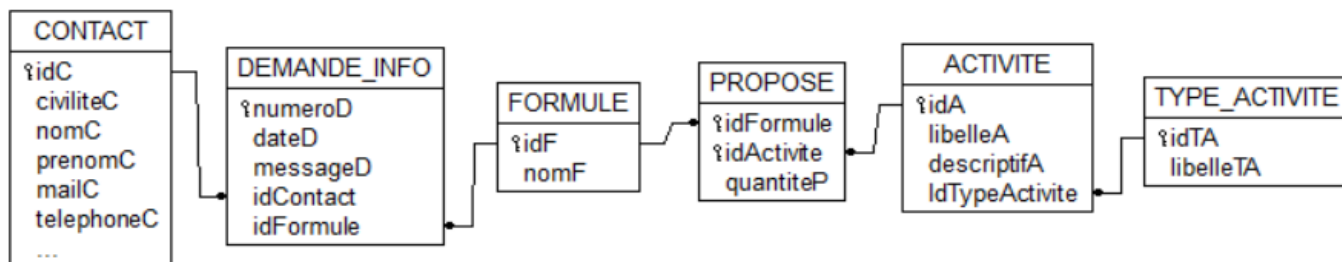 CONTACT
idC
civiliteC
nomC
prenomC
mailC
telephoneC
...
DEMANDE_INFO
numeroD
dateD
messageD
idContact
idFormule
FORMULE
idF
nomF
PROPOSE
idFormule
idActivite
quantiteP
ACTIVITE
idA
libelleA
descriptifA
IdTypeActivite
TYPE_ACTIVITE
idTA
libelleTA